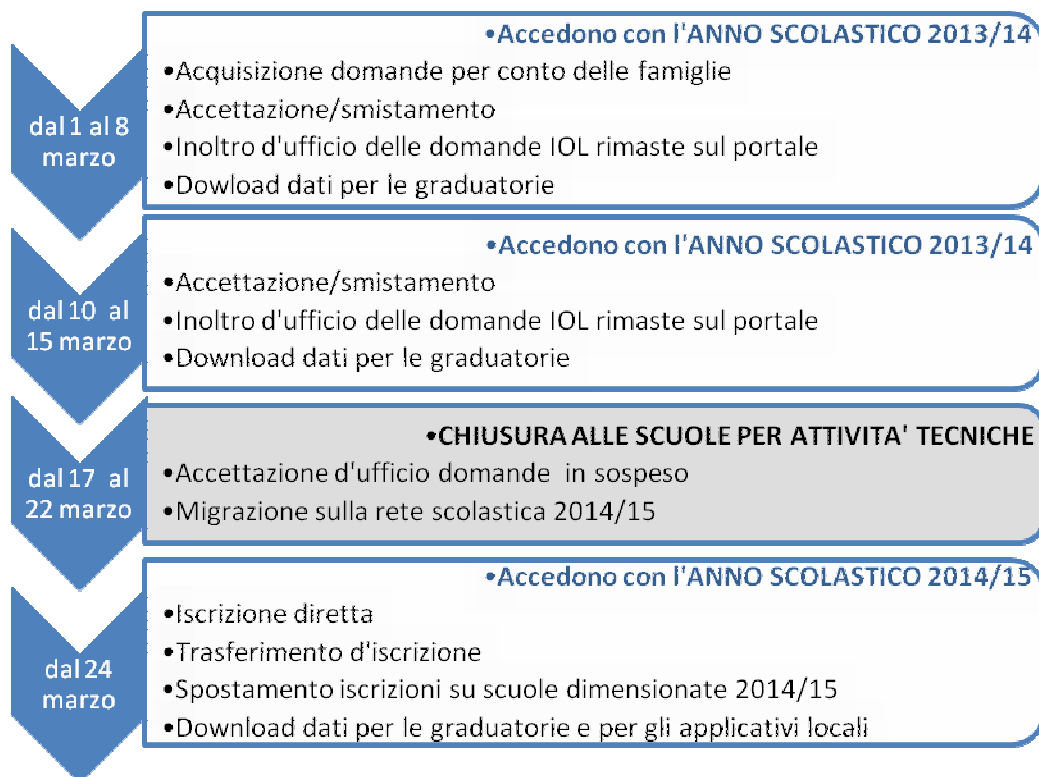 dal 1 al 8
marzo
•Accedono con l'ANNO SCOLASTICO 2013/14
•Acquisizione domande per conto delle famiglie
•Accettazione/smistamento
•Inoltro d'ufficio delle domande IOL rimaste sul portale
•Dowload dati per le graduatorie
dal 10 al
15 marzo
•Accedono con l'ANNO SCOLASTICO 2013/14
•Accettazione/smistamento
•Inoltro d'ufficio delle domande IOL rimaste sul portale
•Download dati per le graduatorie
dal 17 al
22 marzo
•CHIUSURA ALLE SCUOLE PER ATTIVITA' TECNICHE
•Accettazione d'ufficio domande in sospeso
•Migrazione sulla rete scolastica 2014/15
dal 24
marzo
•Accedono con l'ANNO SCOLASTICO 2014/15
•Iscrizione diretta
•Trasferimento d'iscrizione
•Spostamento iscrizioni su scuole dimensionate 2014/15
•Download dati per le graduatorie e per gli applicativi locali